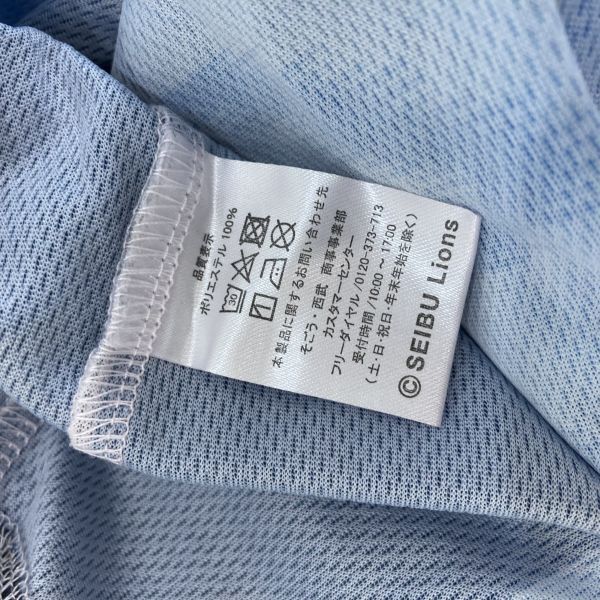 品質表示
ポリエステル 100%
30
本製品に関するお問い合わせ先
そごう・西武 商事事業部
カスタマーセンター
フリーダイヤル/0120-373-713
受付時間/10:00～17:00
(土・日・祝日・年末年始を除く)
©SEIBU Lions